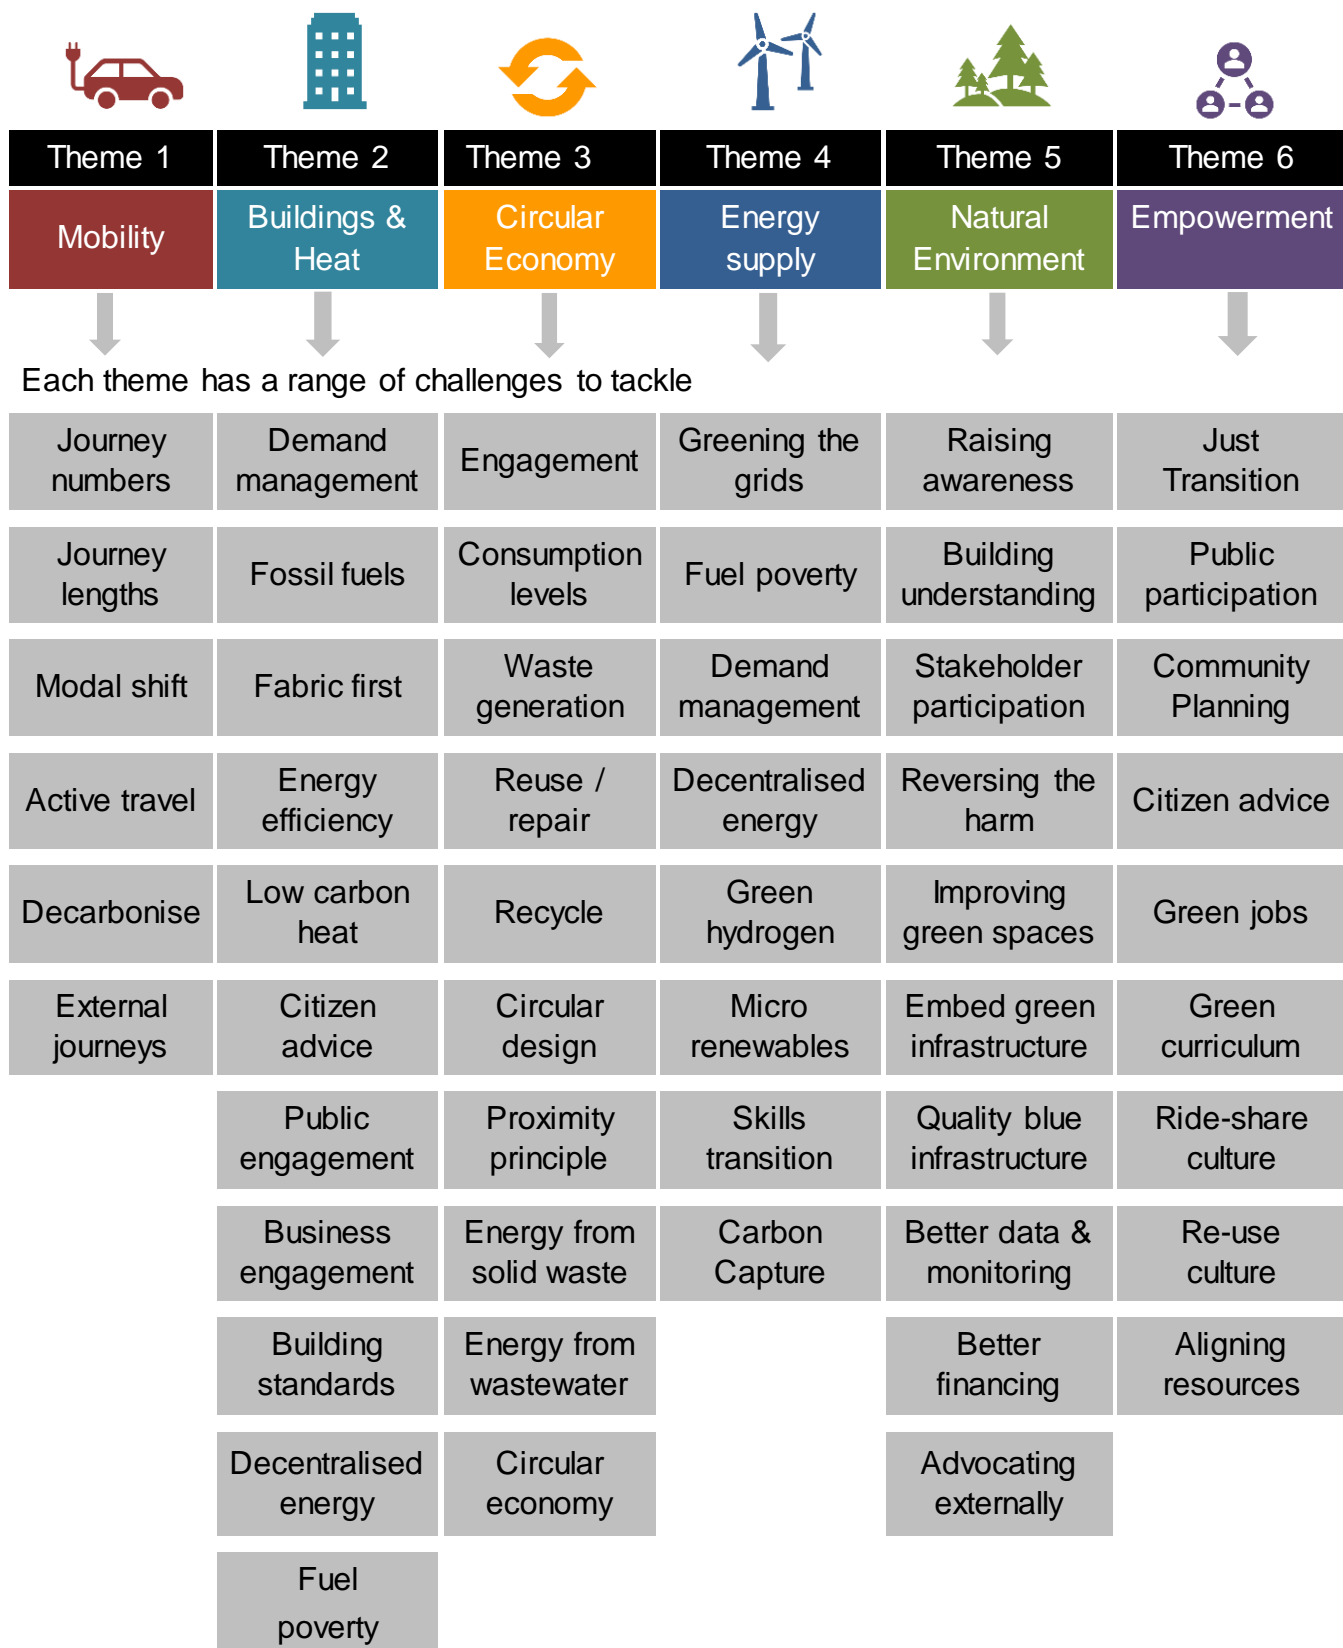 Theme 1
Theme 2
Theme 3
Theme 4
Theme 5
Theme 6
Mobility
Buildings &
Heat
Circular
Economy
Energy
supply
Natural
Environment
Empowerment
Each theme has a range of challenges to tackle
Journey
numbers
Demand
management
Engagement
Greening the
grids
Raising
awareness
Just
Transition
Journey
lengths
Fossil fuels
Consumption
levels
Fuel poverty
Building
understanding
Public
participation
Modal shift
Fabric first
Waste
generation
Demand
management
Stakeholder
participation
Community
Planning
Active travel
Energy
efficiency
Reuse /
repair
Decentralised
energy
Reversing the
harm
Citizen advice
Decarbonise
Low carbon
heat
Recycle
Green
hydrogen
Improving
green spaces
Green jobs
External
journeys
Citizen
advice
Circular
design
Micro
renewables
Embed green
infrastructure
Green
curriculum
Public
engagement
Proximity
principle
Skills
transition
Quality blue
infrastructure
Ride-share
culture
Business
engagement
Energy from
solid waste
Carbon
Capture
Better data &
monitoring
Re-use
culture
Building
standards
Energy from
wastewater
Better
financing
Aligning
resources
Decentralised
energy
Circular
economy
Advocating
externally
Fuel
poverty